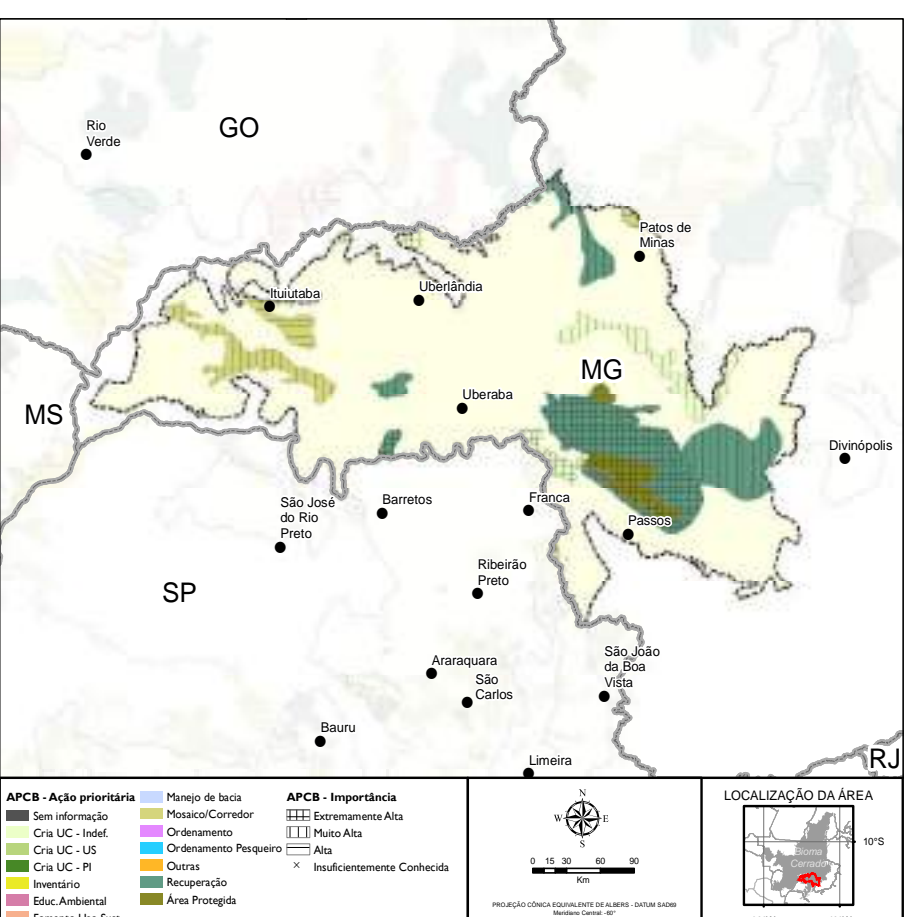 GO
Rio
Verde
Patos de
Minas
Ituiutaba
Uberlândia
MG
MS
Uberaba
Divinópolis
São José
do Rio
Preto
Barretos
Franca
Passos
Ribeirão
Preto
SP
São João
da Boa
Vista
Araraquara
São
Carlos
Bauru
Limeira
RJ
APCB - Ação prioritária
Sem informação
Cria UC - Indef.
Cria UC - US
Cria UC - PI
Inventário
Educ. Ambiental
Manejo de bacia
Mosaico/Corredor
Ordenamento
Ordenamento Pesqueiro
Outras
Recuperação
Área Protegida
APCB - Importância
Extremamente Alta
Muito Alta
Alta
Insuficientemente Conhecida
N
W E
S
0 15 30 60 90
Km
PROJEÇÃO CÔNICA EQUIVALENTE DE ALBERS - DATUM SAD69
Meridiano Central: -60°
LOCALIZAÇÃO DA ÁREA
10°S
Bioma
Cerrado